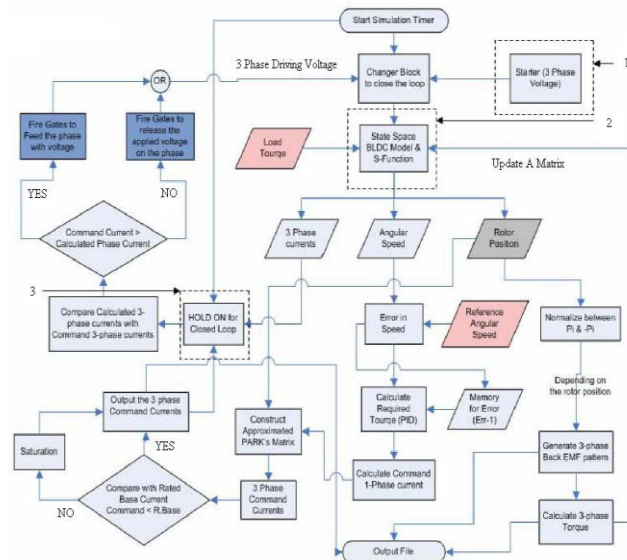 Start Simulation Timer
OR
3 Phase Driving Voltage
Changer Block
to close the loop
Starter (3 Phase
Voltage)
1
2
Fire Gates to
Feed the phase
with voltage
Fire Gates to
release the
applied voltage
on the phase
Load
Tourqe
State Space
BLDC Model &
S-Function
Update A Matrix
YES
NO
Command Current >
Calculated Phase Current
3 Phase
currents
Angular
Speed
Rotor
Position
3
Compare Calculated 3-
phase currents with
Command 3-phase currents
HOLD ON for
Closed Loop
Error in
Speed
Reference
Angular
Speed
Normalize between
Pi & -Pi
Depending on
the rotor position
Output the 3 phase
Command Currents
Calculate
Required
Tourqe (PID)
Memory
for Error
(Err-1)
Saturation
YES
Construct
Approximated
PARK's Matrix
Generate 3-phase
Back EMF pattern
NO
Compare with Rated
Base Current
Command < R.Base
3 Phase
Command
Currents
Calculate Command
1-Phase current
Calculate 3-phase
Torque
Output File